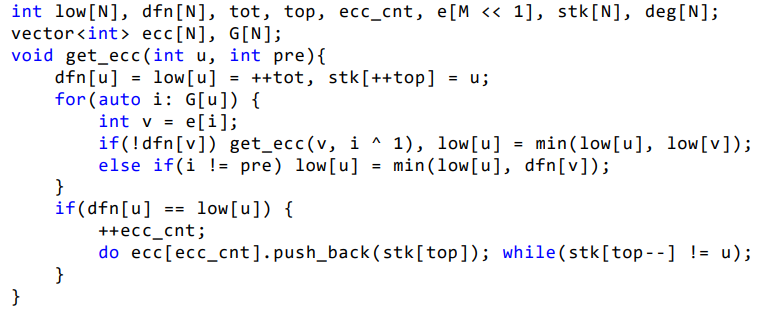 int low[N], dfn[N], tot, top, ecc_cnt, e[M << 1], stk[N], deg[N];
vector<int> ecc[N], G[N];
void get_ecc(int u, int pre){
    dfn[u] = low[u] = ++tot, stk[++top] = u;
    for(auto i: G[u]) {
        int v = e[i];
        if(!dfn[v]) get_ecc(v, i ^ 1), low[u] = min(low[u], low[v]);
        else if(i != pre) low[u] = min(low[u], dfn[v]);
    }
    if(dfn[u] == low[u]) {
        ++ecc_cnt;
        do ecc[ecc_cnt].push_back(stk[top]); while(stk[top--] != u);
    }
}